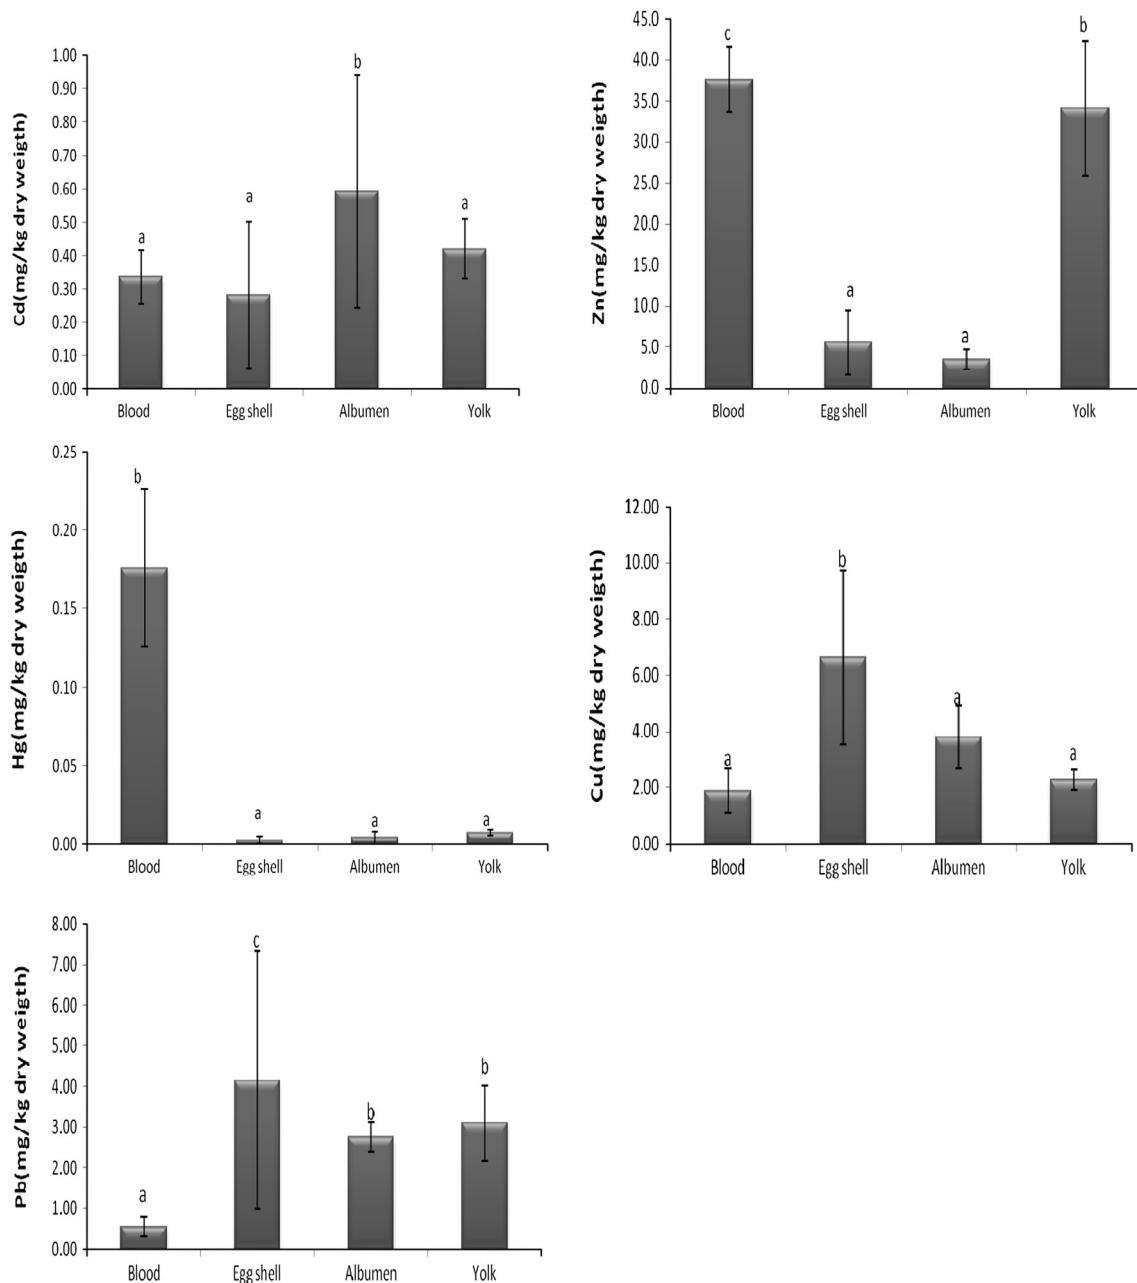 Cd(mg/kg dry weigth)
1.00
0.90
0.80
0.70
0.60
0.50
0.40
0.30
0.20
0.10
0.00
a
a
b
a
Blood
Egg shell
Albumen
Yolk
Zn(mg/kg dry weigth)
45.0
40.0
35.0
30.0
25.0
20.0
15.0
10.0
5.0
0.0
c
a
a
b
Blood
Egg shell
Albumen
Yolk
Hg(mg/kg dry weigth)
0.25
0.20
0.15
0.10
0.05
0.00
b
a
a
a
Blood
Egg shell
Albumen
Yolk
Cu(mg/kg dry weigth)
12.00
10.00
8.00
6.00
4.00
2.00
0.00
a
b
a
a
Blood
Egg shell
Albumen
Yolk
Pb(mg/kg dry weigth)
8.00
7.00
6.00
5.00
4.00
3.00
2.00
1.00
0.00
a
c
b
b
Blood
Egg shell
Albumen
Yolk